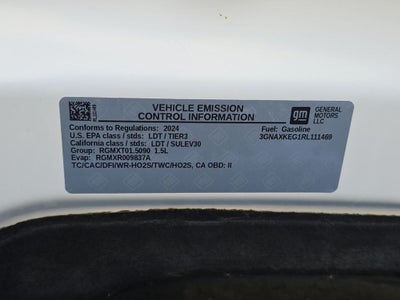 VEHICLE EMISSION
CONTROL INFORMATION
gm
GENERAL
MOTORS
LLC
Conforms to Regulations: 2024
U.S. EPA class / stds: LDT / TIER3
California class / stds: LDT / SULEV30
Group: RGMXT01.5090 1.5L
Evap: RGMXR009837A
TC/CAC/DFI/WR-HO2S/TWC/HO2S, CA OBD: II
Fuel: Gasoline
3GNAXKEG1RL111469